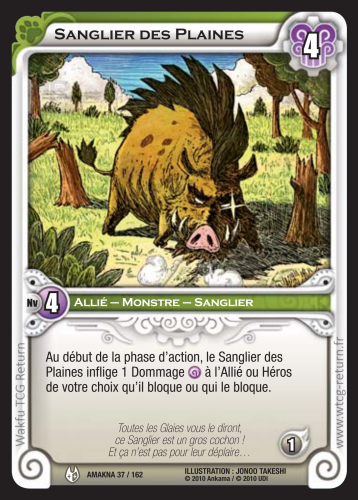 Sanglier des Plaines
4
Nv 4
Allié – Monstre – Sanglier
Au début de la phase d'action, le Sanglier des
Plaines inflige 1 Dommage à l'Allié ou Héros
de votre choix qu'il bloque ou qui le bloque.
Toutes les Glaies vous le diront,
ce Sanglier est un gros cochon !
Et ça n'est pas pour leur déplaire…
1
AMAKNA 37 / 162
ILLUSTRATION : JONOO TAKESHI
© 2010 Ankama / © 2010 UDI
Wakfu TCG Return
www.wtcg-return.fr